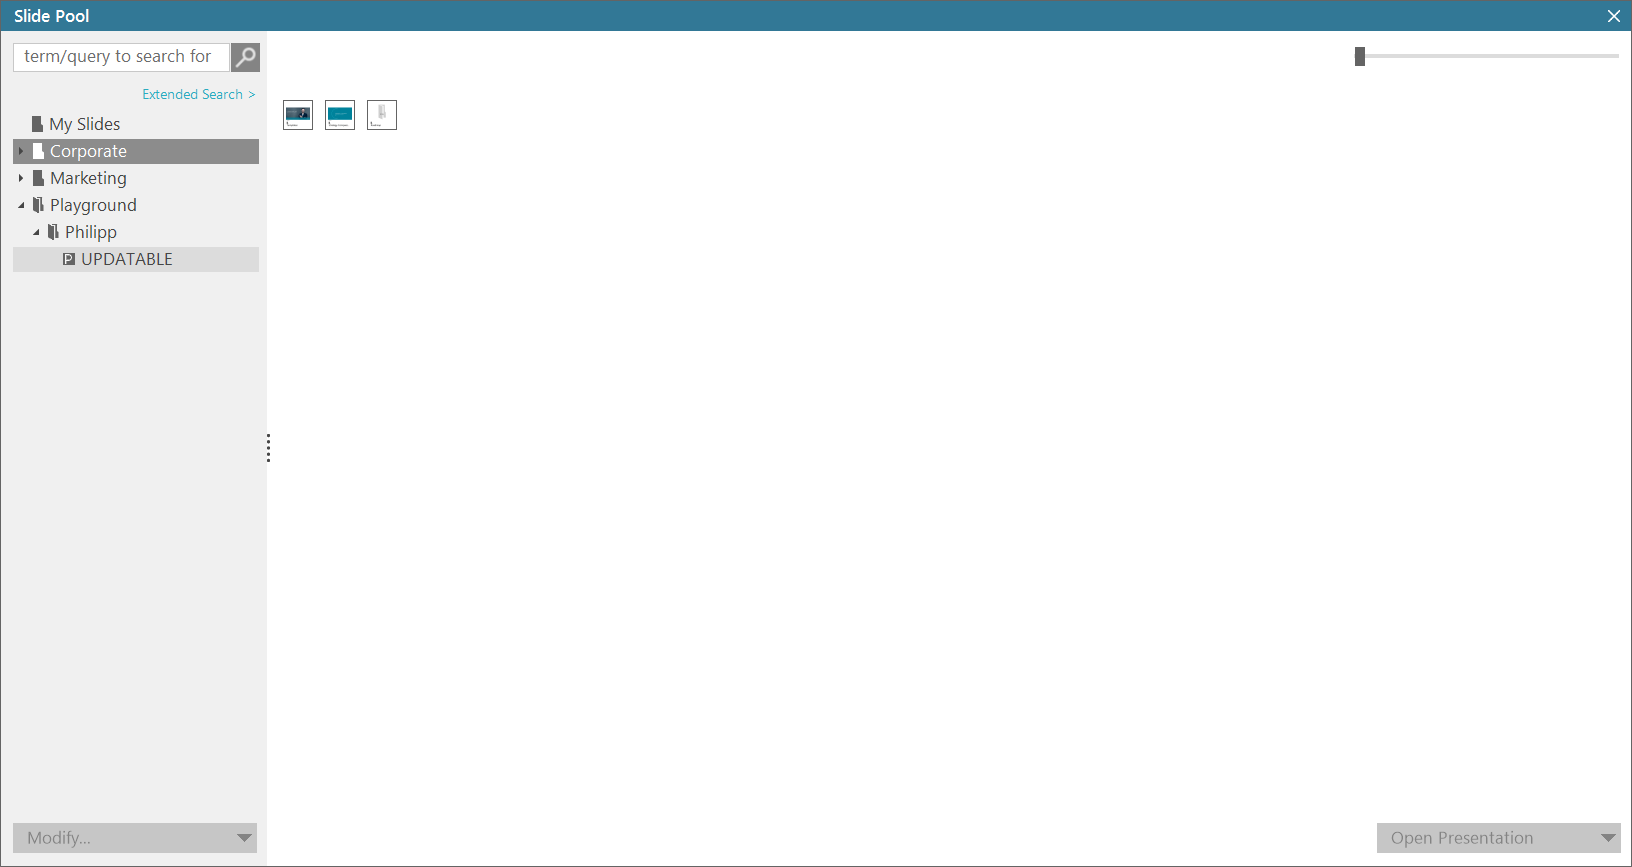 Slide Pool
term/query to search for
Extended Search >
My Slides
Corporate
Marketing
Playground
Philipp
P UPDATABLE
Modify...
Open Presentation